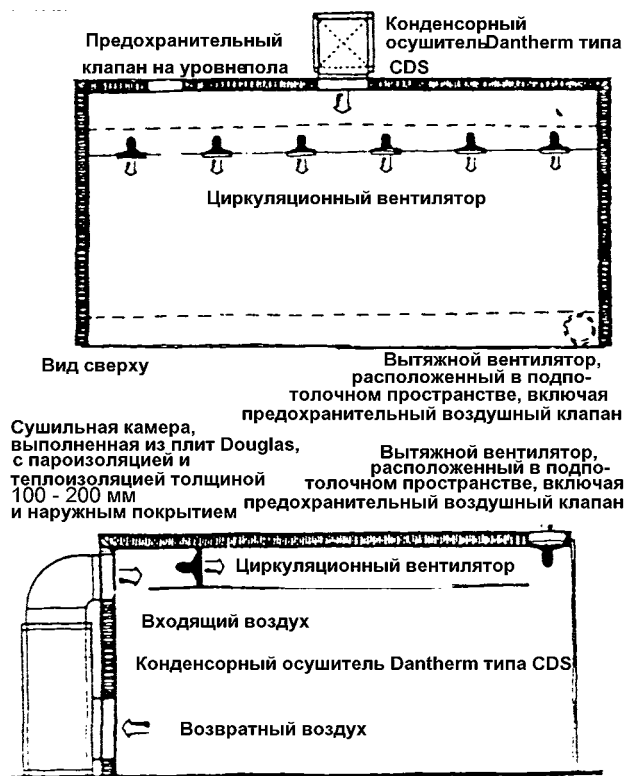 Предохранительный
клапан на уровнепола
Конденсорный
осушительDantherm типа
CDS
Циркуляционный вентилятор
Вид сверху
Вытяжной вентилятор,
расположенный в подпо-
толочном пространстве, включая
предохранительный воздушный клапан
Сушильная камера,
выполненная из плит Douglas,
с пароизоляцией и
теплоизоляцией толщиной
100 - 200 мм
и наружным покрытием
Вытяжной вентилятор,
расположенный в подпо-
толочном пространстве, включая
предохранительный воздушный клапан
Циркуляционный вентилятор
Входящий воздух
Конденсорный осушитель Dantherm типа CDS
Возвратный воздух